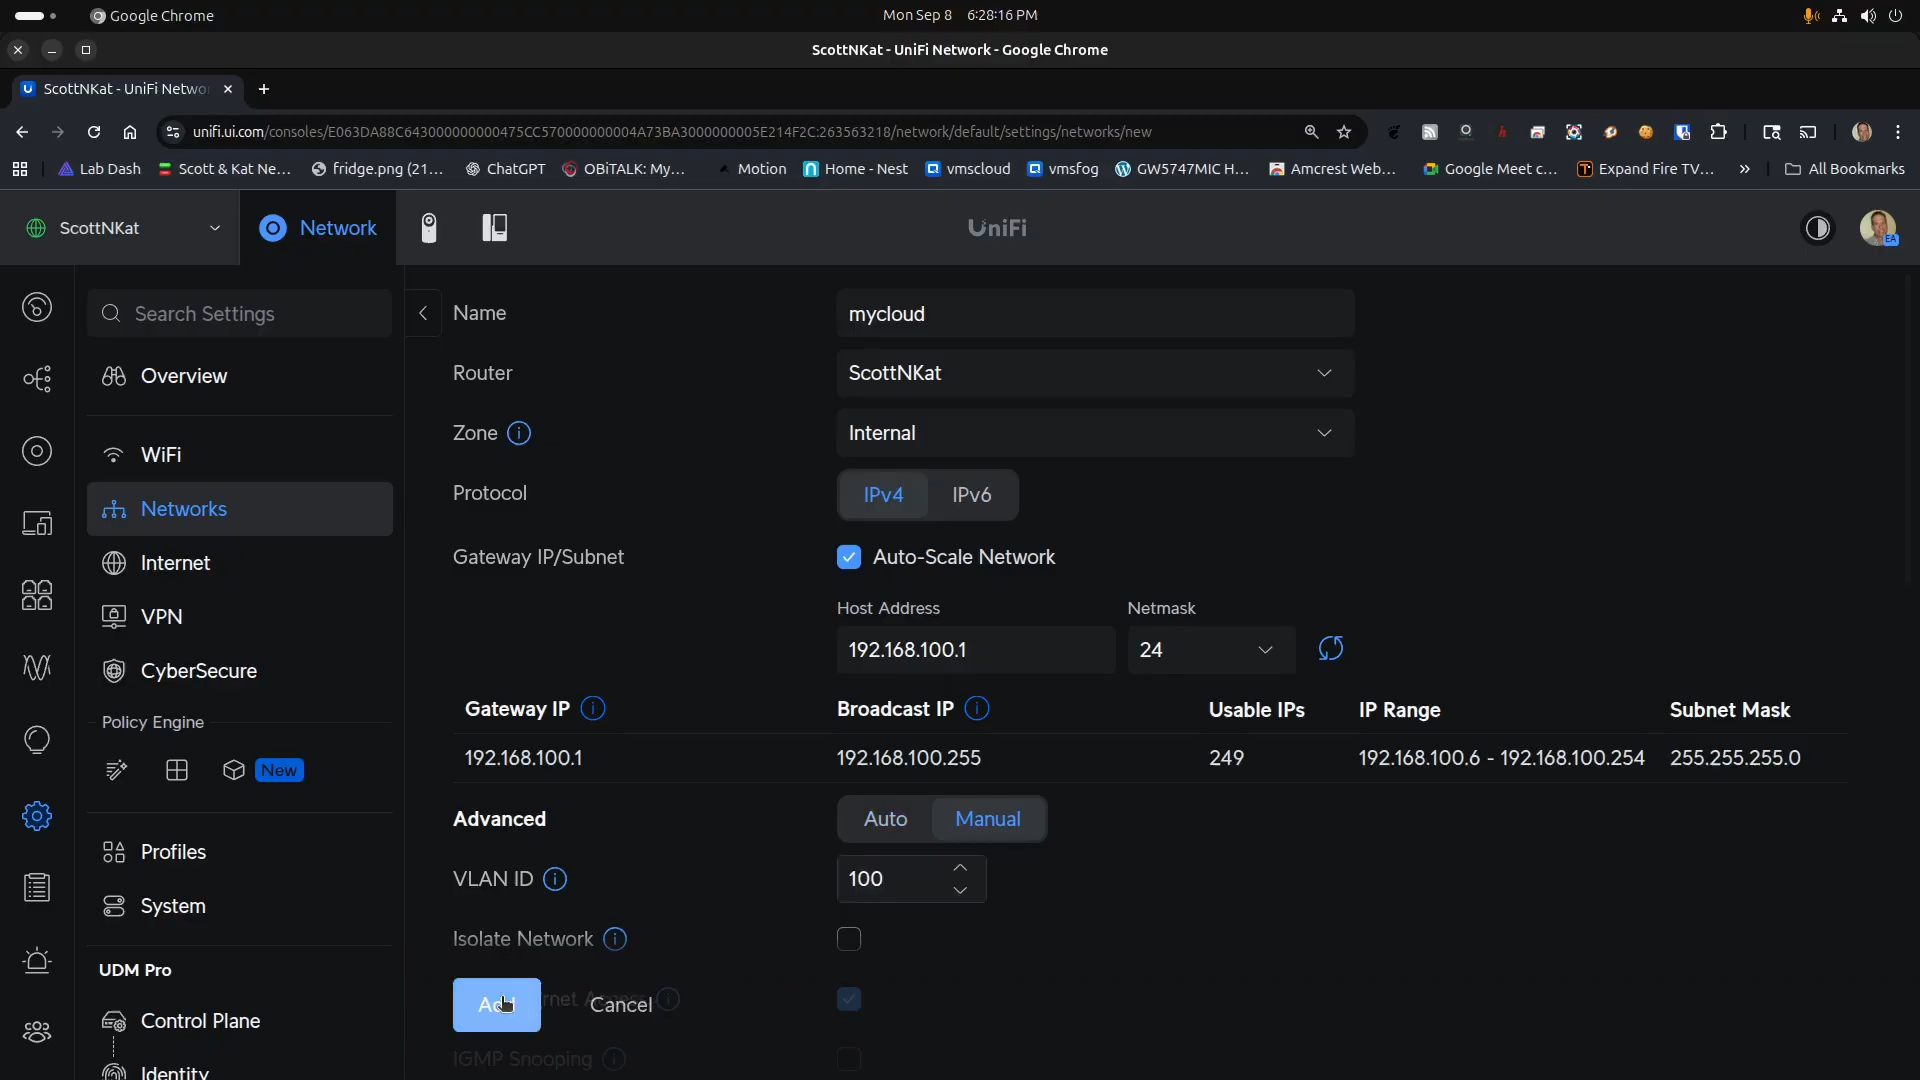 Google Chrome
Mon Sep 8 6:28:16 PM
ScottNKat - UniFi Network - Google Chrome
ScottNKat - UniFi Netwo
unifi.ui.com/consoles/E063DA88C643000000000475CC570000000004A73BA3000000005E214F2C:263563218/network/default/settings/networks/new
Lab Dash
Scott & Kat Ne...
fridge.png (21...
ChatGPT
OBiTALK: My...
Motion
Home - Nest
vmscloud
vmsfog
GW5747MIC H...
Amcrest Web...
Google Meet c...
Expand Fire TV...
All Bookmarks
ScottNKat
Network
UniFi
EA
Search Settings
Overview
WiFi
Networks
Internet
VPN
CyberSecure
Policy Engine
New
Profiles
System
UDM Pro
Control Plane
Identity
Name
mycloud
Router
ScottNKat
Zone
Internal
Protocol
IPv4 IPv6
Gateway IP/Subnet
Auto-Scale Network
Host Address
Netmask
192.168.100.1
24
Gateway IP Broadcast IP Usable IPs IP Range Subnet Mask
192.168.100.1 192.168.100.255 249 192.168.100.6 - 192.168.100.254 255.255.255.0
Advanced
Auto Manual
VLAN ID
100
Isolate Network
Cancel
IGMP Snooping